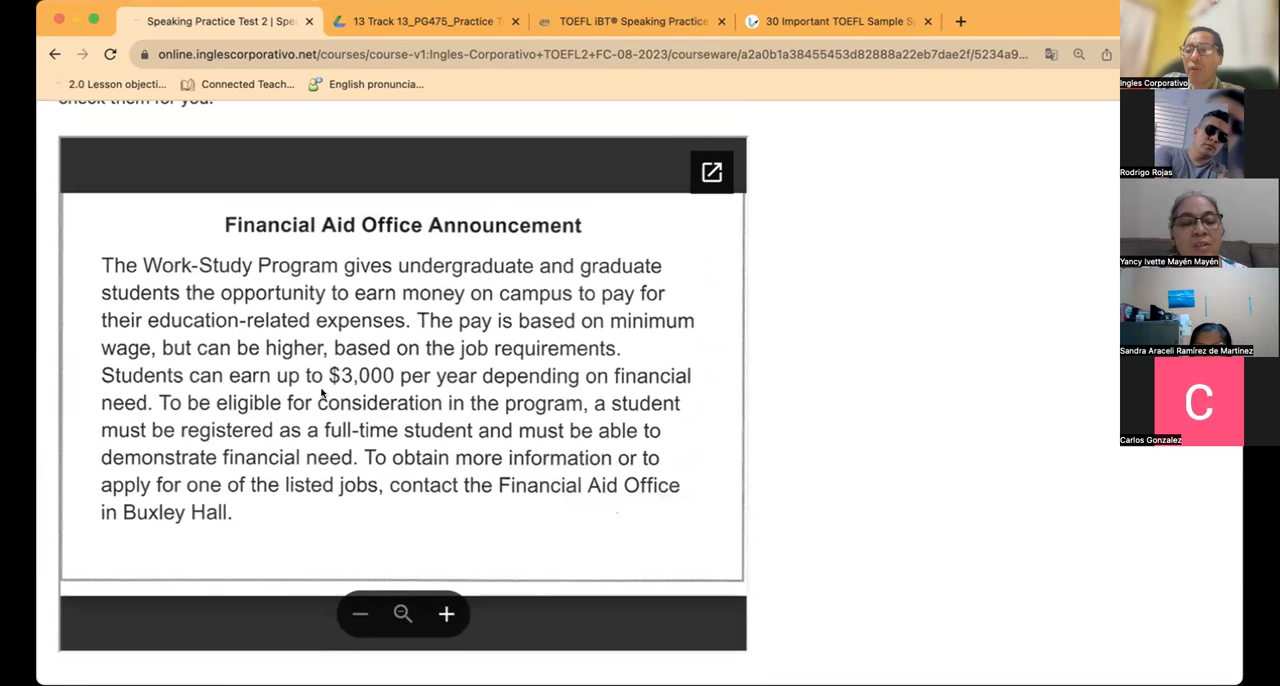 Speaking Practice Test 2 | Spe
13 Track 13_PG475_Practice T
TOEFL iBT® Speaking Practice
30 Important TOEFL Sample S
online.inglescorporativo.net/courses/course-v1:Ingles-Corporativo+TOEFL2+FC-08-2023/courseware/a2a0b1a38455453d82888a22eb7dae2f/5234a9...
2.0 Lesson objecti...
Connected Teach...
English pronuncia...
check them for you.
Financial Aid Office Announcement
The Work-Study Program gives undergraduate and graduate
students the opportunity to earn money on campus to pay for
their education-related expenses. The pay is based on minimum
wage, but can be higher, based on the job requirements.
Students can earn up to $3,000 per year depending on financial
need. To be eligible for consideration in the program, a student
must be registered as a full-time student and must be able to
demonstrate financial need. To obtain more information or to
apply for one of the listed jobs, contact the Financial Aid Office
in Buxley Hall.
Ingles Corporativo
Rodrigo Rojas
Yancy Ivette Mayén Mayén
Sandra Araceli Ramírez de Martínez
C
Carlos Gonzalez